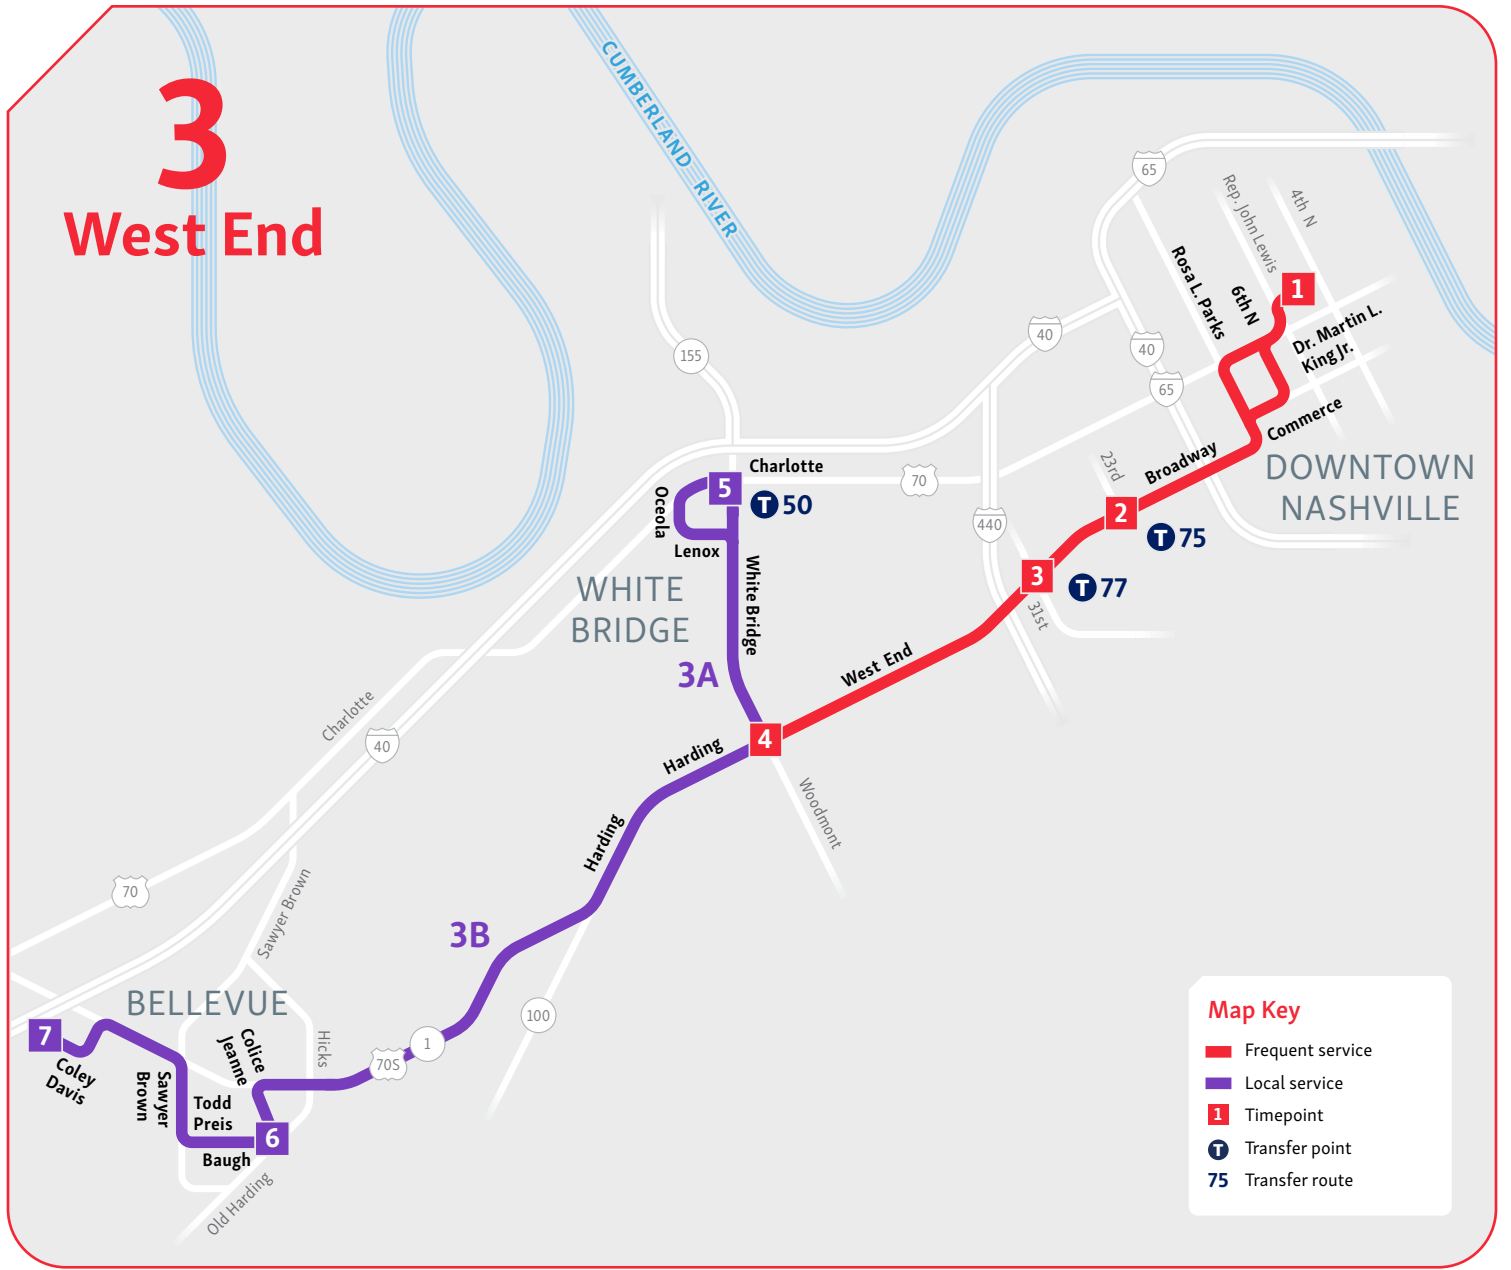 3
West End
CUMBERLAND RIVER
65
Rep. John Lewis
4th N
Rosa L. Parks
6th N
1
Dr. Martin L.
King Jr.
40
40
65
155
Commerce
Broadway
23rd
DOWNTOWN
NASHVILLE
Charlotte
5
T 50
70
Oceola
Lenox
440
2
T 75
3
T 77
31st
WHITE
BRIDGE
White Bridge
3A
West End
4
Charlotte
40
Harding
Woodmont
Harding
70
Sawyer Brown
3B
BELLEVUE
100
7
Coley
Davis
Colice
Jeanne
Hicks
1
70S
Sawyer
Brown
Todd
Preis
6
Baugh
Old Harding
Map Key
Frequent service
Local service
1 Timepoint
T Transfer point
75 Transfer route